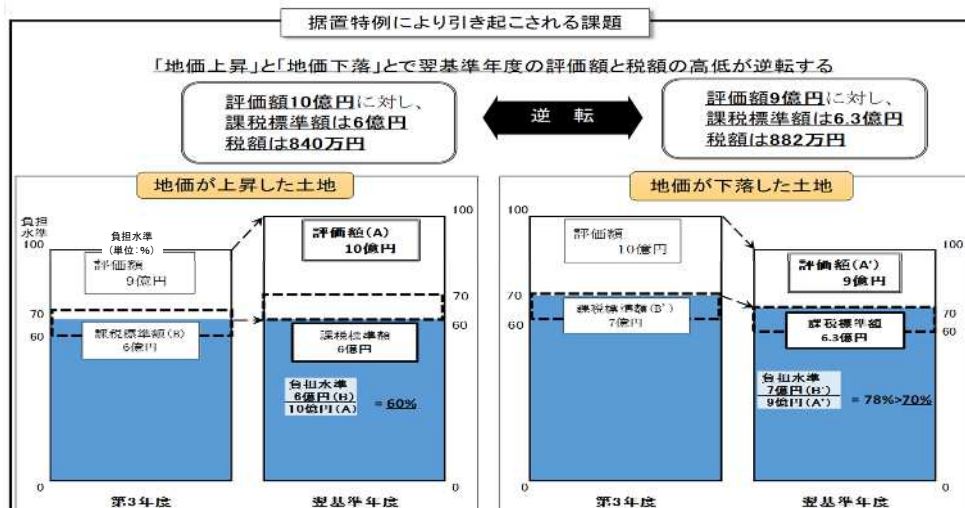 据置特例により引き起こされる課題
「地価上昇」と「地価下落」とで翌基準年度の評価額と税額の高低が逆転する
評価額10億円に対し、
課税標準額は6億円
税額は840万円
逆 転
評価額9億円に対し、
課税標準額は6.3億円
税額は882万円
地価が上昇した土地
負担
水準
100
負担水準
(単位:%)
評価額
9億円
70
60
課税標準額(B)
6億円
0
第3年度
100
評価額(A)
10億円
70
60
課税標準額
6億円
負担水準
6億円(B)
10億円(A)
= 60%
0
翌基準年度
地価が下落した土地
100
評価額
10億円
70
60
課税標準額(B')
7億円
0
第3年度
100
評価額(A')
9億円
70
60
課税標準額
6.3億円
負担水準
7億円(B')
9億円(A')
= 78%>70%
0
翌基準年度